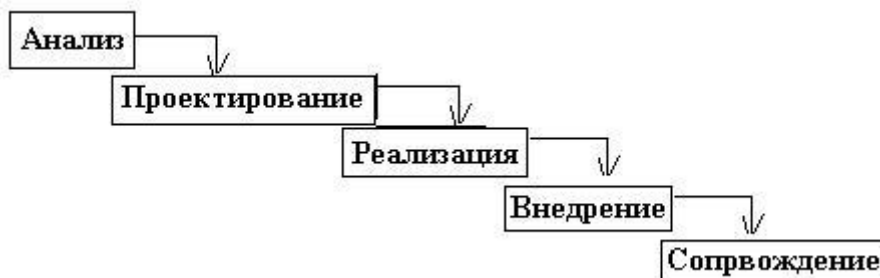 Анализ
Проектирование
Реализация
Внедрение
Сопрвождение